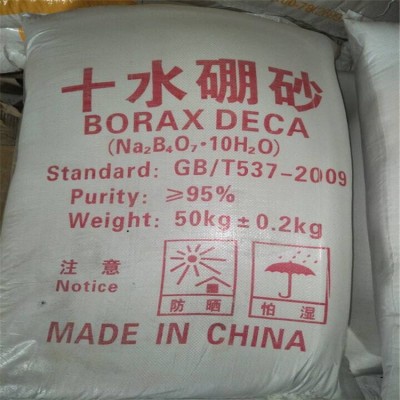 十水硼砂
BORAX DECA
(Na₂B₄O₇·10H₂O)
Standard: GB/T537-2009
Purity: ≥95%
Weight: 50kg±0.2kg
注意
Notice
防晒
怕湿
MADE IN CHINA